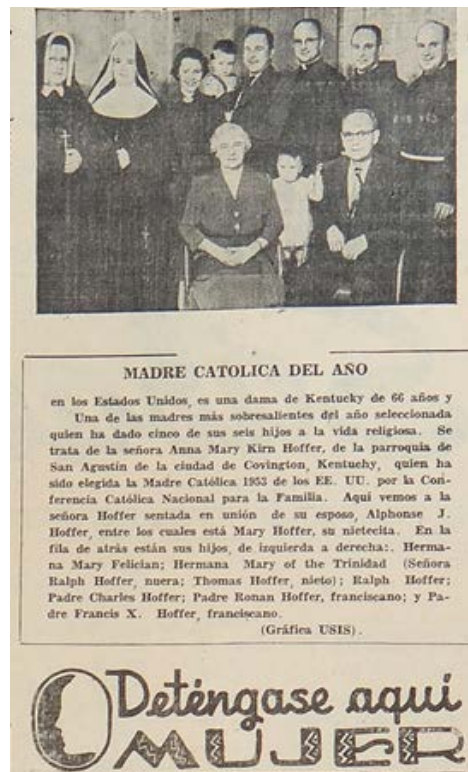 MADRE CATOLICA DEL AÑO
en los Estados Unidos, es una dama de Kentucky de 66 años y
Una de las madres más sobresalientes del año seleccionada
quien ha dado cinco de sus seis hijos a la vida religiosa. Se
trata de la señora Anna Mary Kirn Hoffer, de la parroquia de
San Agustín de la ciudad de Covington, Kentuchy, quien ha
sido elegida la Madre Católica 1953 de los EE. UU. por la Con-
ferencia Católica Nacional para la Familia. Aquí vemos a la
señora Hoffer sentada en unión de su esposo, Alphonse J.
Hoffer, entre los cuales está Mary Hoffer, su nietecita. En la
fila de atrás están sus hijos, de izquierda a derecha:. Herma-
na Mary Felician; Hermana Mary of the Trinidad (Señora
Ralph Hoffer, nuera; Thomas Hoffer, nieto); Ralph Hoffer;
Padre Charles Hoffer; Padre Ronan Hoffer, franciscano; y Pa-
dre Francis X. Hoffer, franciscano.
(Gráfica USIS).
Deténgase aquí
MUJER